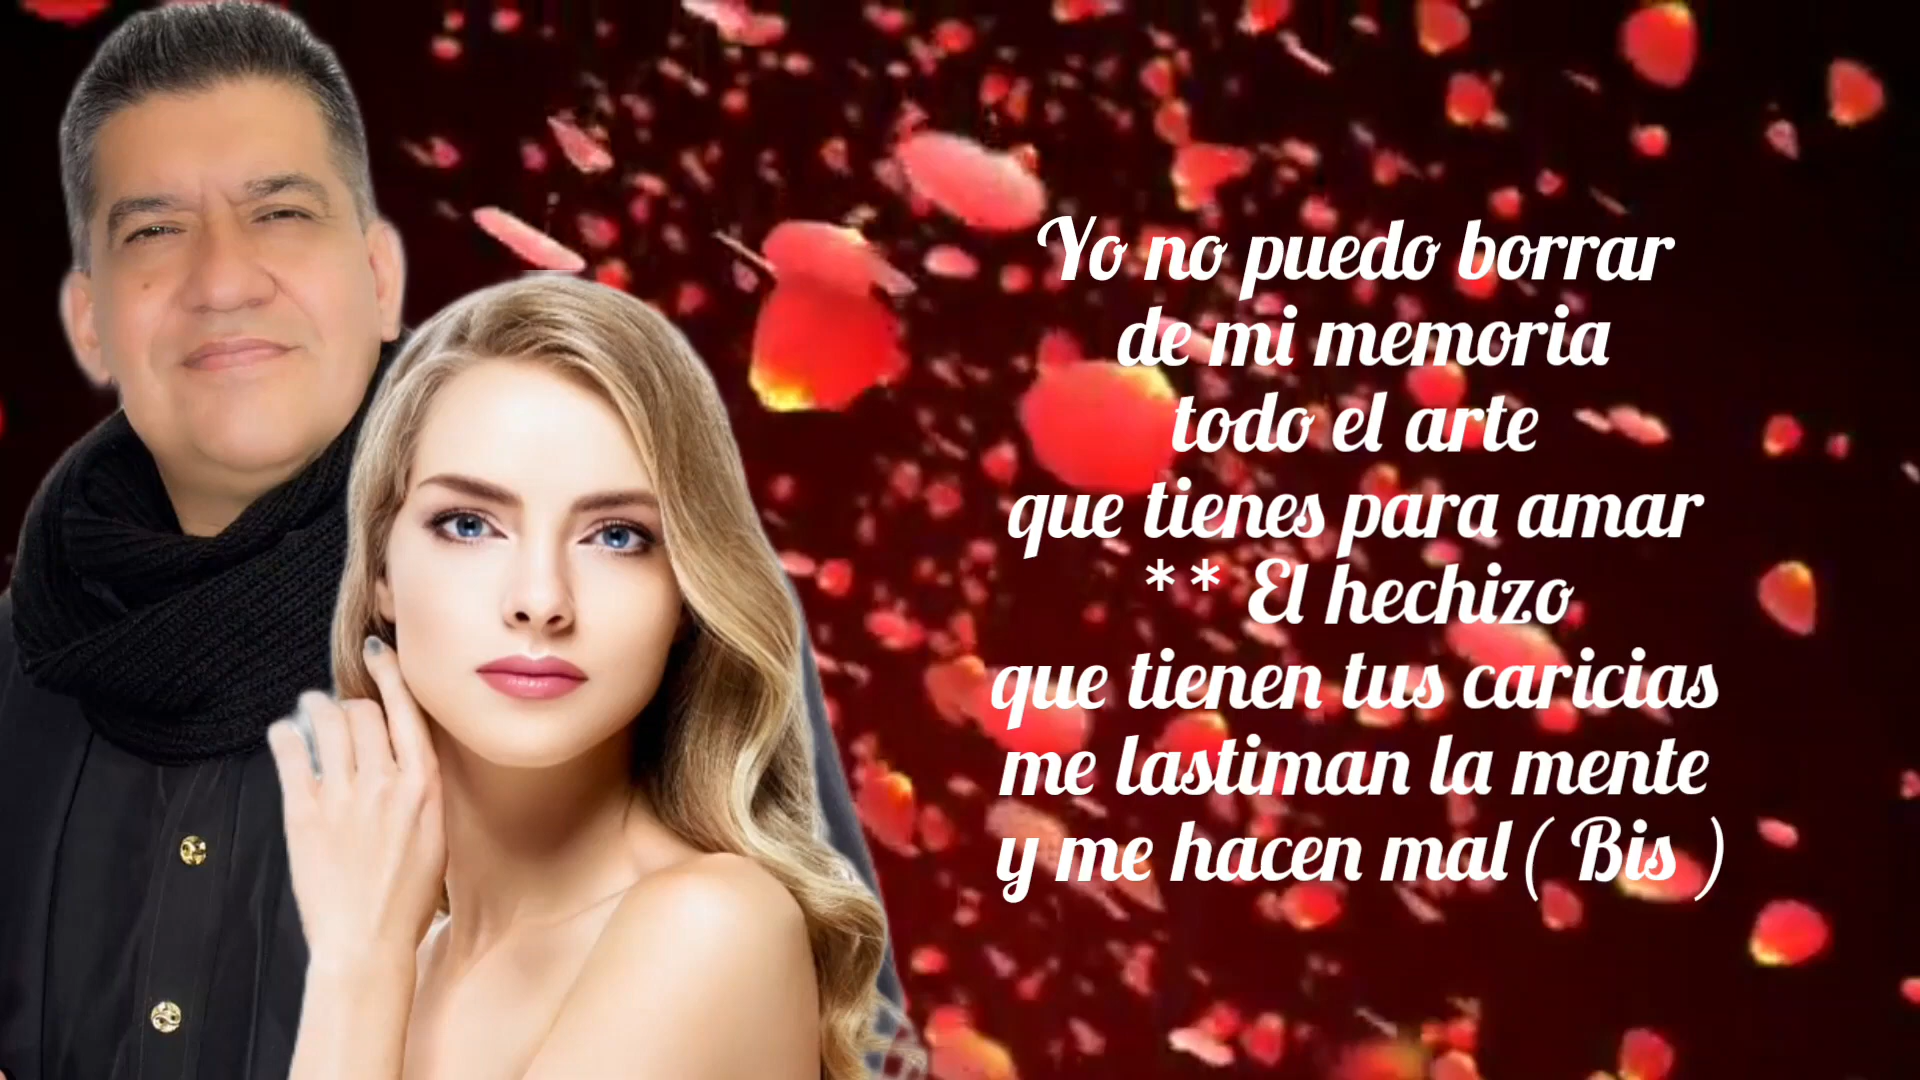 Yo no puedo borrar
de mi memoria
todo el arte
que tienes para amar
** El hechizo
que tienen tus caricias
me lastiman la mente
y me hacen mal ( Bis )